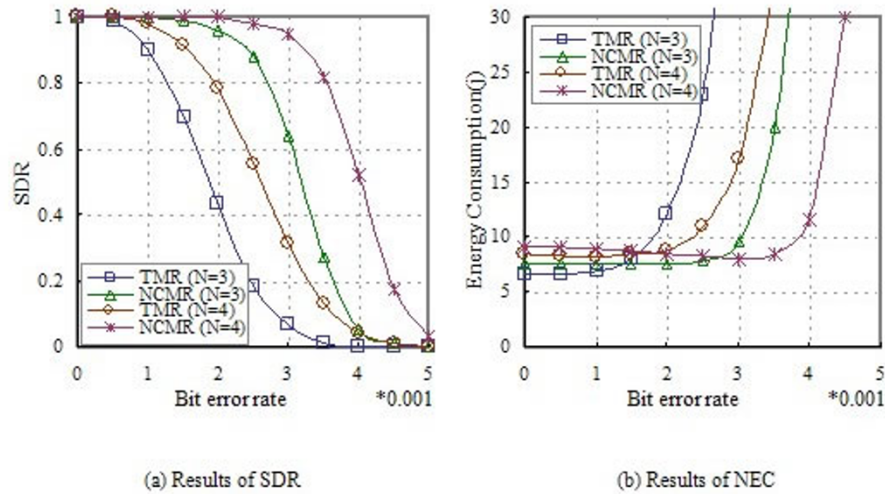 1
0.8
0.6
0.4
0.2
0
SDR
TMR (N=3)
NCMR (N=3)
TMR (N=4)
NCMR (N=4)
0 1 2 3 4 5
Bit error rate *0.001
(a) Results of SDR
30
25
20
15
10
5
0
Energy Consumption()
TMR (N=3)
NCMR (N=3)
TMR (N=4)
NCMR (N=4)
0 1 2 3 4 5
Bit error rate *0.001
(b) Results of NEC